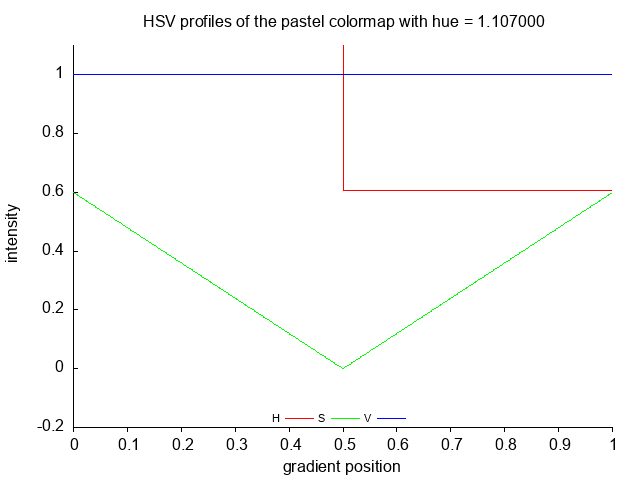 HSV profiles of the pastel colormap with hue = 1.107000
1
0.8
0.6
0.4
0.2
0
-0.2
intensity
H S V
0 0.1 0.2 0.3 0.4 0.5 0.6 0.7 0.8 0.9 1
gradient position